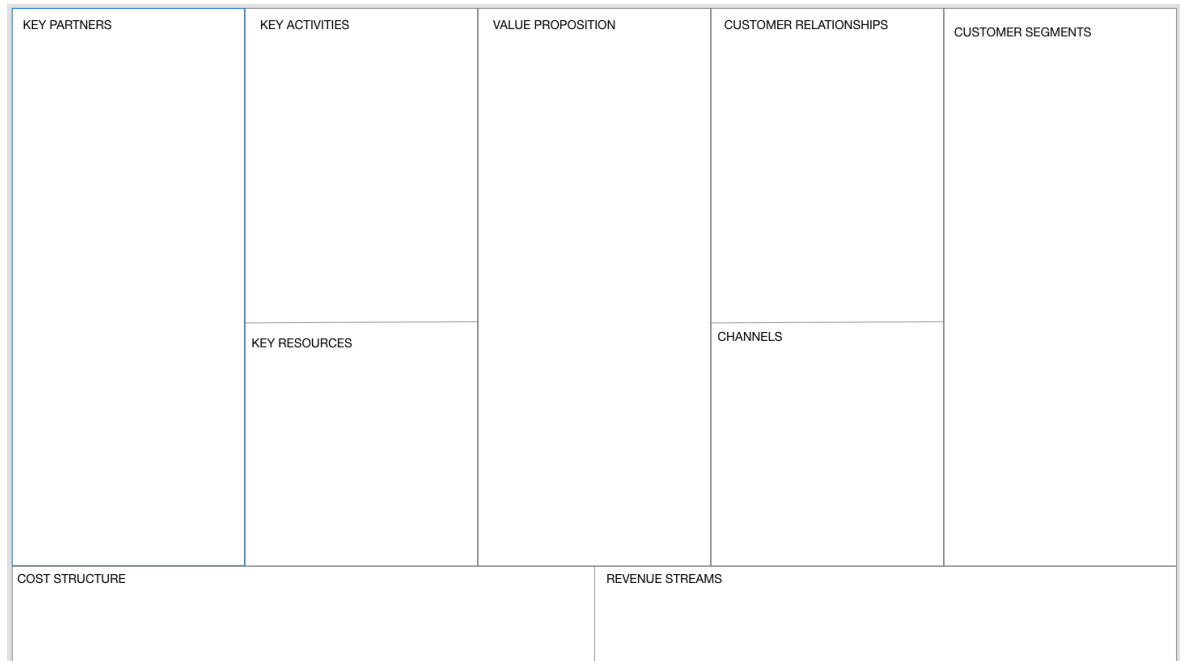 KEY PARTNERS
KEY ACTIVITIES
VALUE PROPOSITION
CUSTOMER RELATIONSHIPS
CUSTOMER SEGMENTS
KEY RESOURCES
CHANNELS
COST STRUCTURE
REVENUE STREAMS